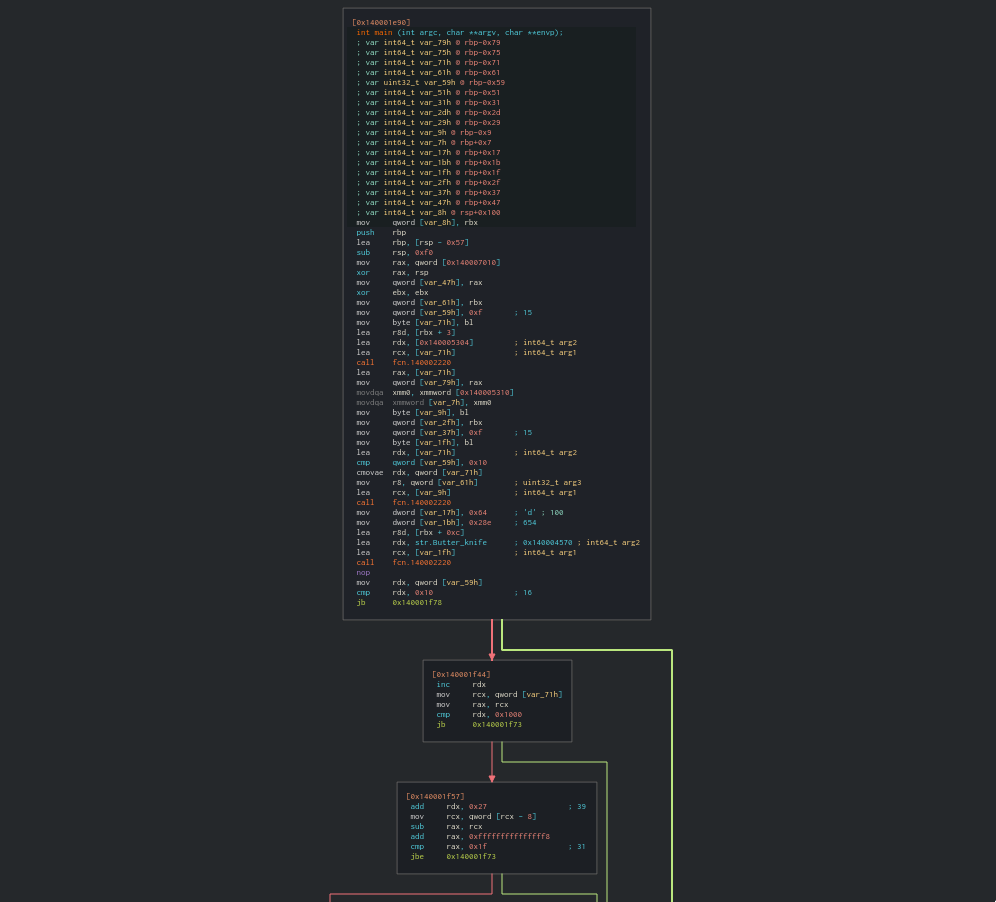 [0x140001e90]
int main (int argc, char **argv, char **envp);
; var int64_t var_79h @ rbp-0x79
; var int64_t var_75h @ rbp-0x75
; var int64_t var_71h @ rbp-0x71
; var int64_t var_61h @ rbp-0x61
; var uint32_t var_59h @ rbp-0x59
; var int64_t var_51h @ rbp-0x51
; var int64_t var_31h @ rbp-0x31
; var int64_t var_2dh @ rbp-0x2d
; var int64_t var_29h @ rbp-0x29
; var int64_t var_9h @ rbp-0x9
; var int64_t var_7h @ rbp+0x7
; var int64_t var_17h @ rbp+0x17
; var int64_t var_1bh @ rbp+0x1b
; var int64_t var_1fh @ rbp+0x1f
; var int64_t var_2fh @ rbp+0x2f
; var int64_t var_37h @ rbp+0x37
; var int64_t var_47h @ rbp+0x47
; var int64_t var_8h @ rsp+0x100
mov qword [var_8h], rbx
push rbp
lea rbp, [rsp - 0x57]
sub rsp, 0xf0
mov rax, qword [0x140007010]
xor rax, rsp
mov qword [var_47h], rax
xor ebx, ebx
mov qword [var_61h], rbx
mov qword [var_59h], 0xf ; 15
mov byte [var_71h], bl
lea r8d, [rbx + 3]
lea rdx, [0x140005304] ; int64_t arg2
lea rcx, [var_71h] ; int64_t arg1
call fcn.140002220
lea rax, [var_71h]
mov qword [var_79h], rax
movdqa xmm0, xmmword [0x140005310]
movdqa xmmword [var_7h], xmm0
mov byte [var_9h], bl
mov qword [var_2fh], rbx
mov qword [var_37h], 0xf ; 15
mov byte [var_1fh], bl
lea rdx, [var_71h] ; int64_t arg2
cmp qword [var_59h], 0x10
cmovae rdx, qword [var_71h]
mov r8, qword [var_61h] ; uint32_t arg3
lea rcx, [var_9h] ; int64_t arg1
call fcn.140002220
mov dword [var_17h], 0x64 ; 'd' ; 100
mov dword [var_1bh], 0x28e ; 654
lea r8d, [rbx + 0xc]
lea rdx, str.Butter_knife ; 0x140004570 ; int64_t arg2
lea rcx, [var_1fh] ; int64_t arg1
call fcn.140002220
nop
mov rdx, qword [var_59h]
cmp rdx, 0x10 ; 16
jb 0x140001f78
[0x140001f44]
inc rdx
mov rcx, qword [var_71h]
mov rax, rcx
cmp rdx, 0x1000
jb 0x140001f73
[0x140001f57]
add rdx, 0x27 ; 39
mov rcx, qword [rcx - 8]
sub rax, rcx
add rax, 0xfffffffffffffff8
cmp rax, 0x1f ; 31
jbe 0x140001f73